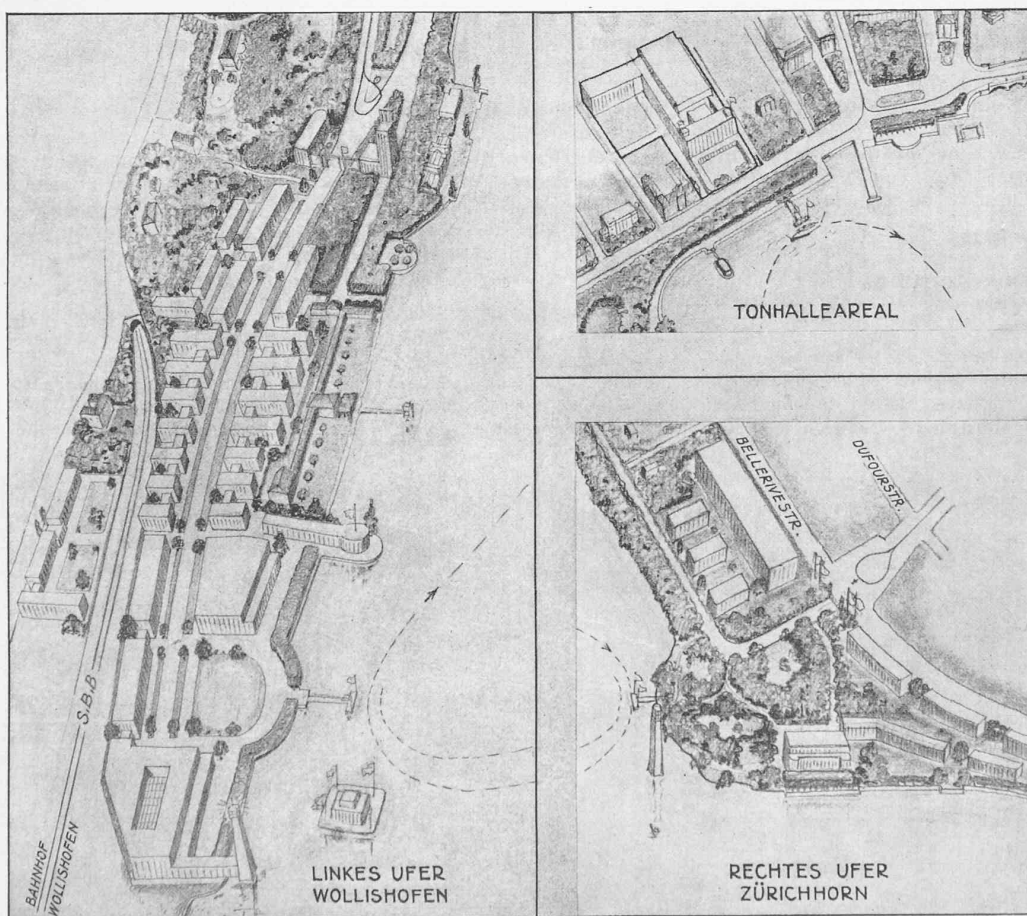 S.B.B
BAHNHOF
WOLLISHOFEN
LINKES UFER
WOLLISHOFEN
TONHALLEAREAL
BELLERIVESTR.
DUFOURSTR.
RECHTES UFER
ZÜRICHHORN